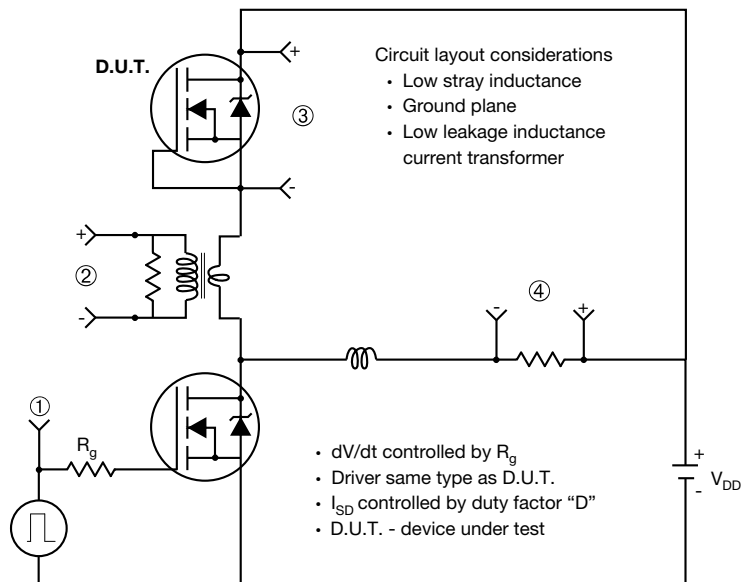 D.U.T.
+
③
-
Circuit layout considerations
• Low stray inductance
• Ground plane
• Low leakage inductance
current transformer
+
②
-
④
- +
①
Rg
• dV/dt controlled by Rg
• Driver same type as D.U.T.
• ISD controlled by duty factor “D”
• D.U.T. - device under test
+
-
VDD